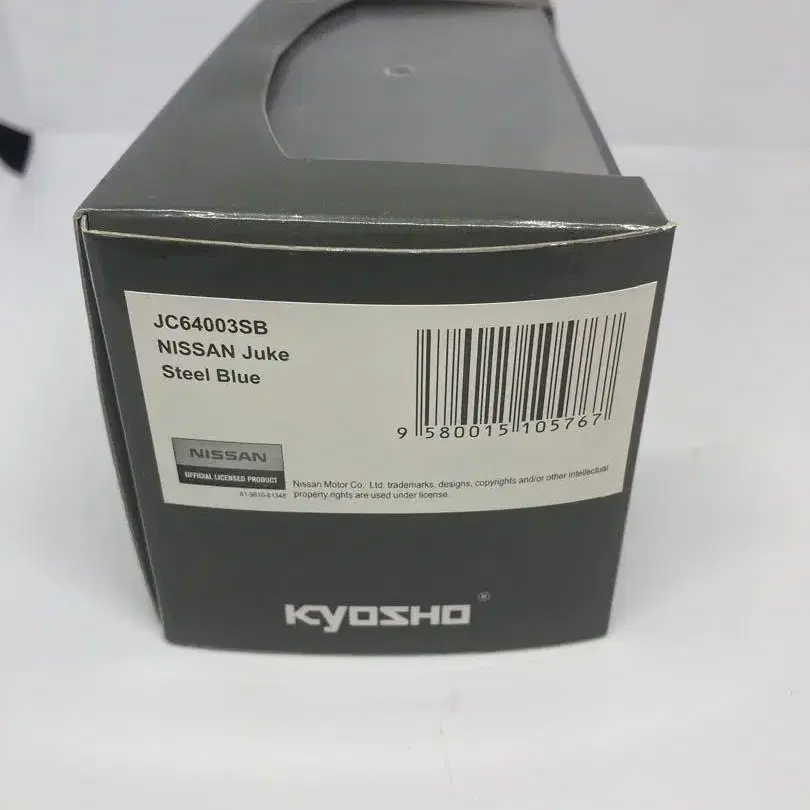 JC64003SB
NISSAN Juke
Steel Blue
9 580015 105767
NISSAN
OFFICIAL LICENSED PRODUCT
Nissan Motor Co. Ltd. trademarks, designs, copyrights and/or other intellectual
property rights are used under license.
KYOSHO ®